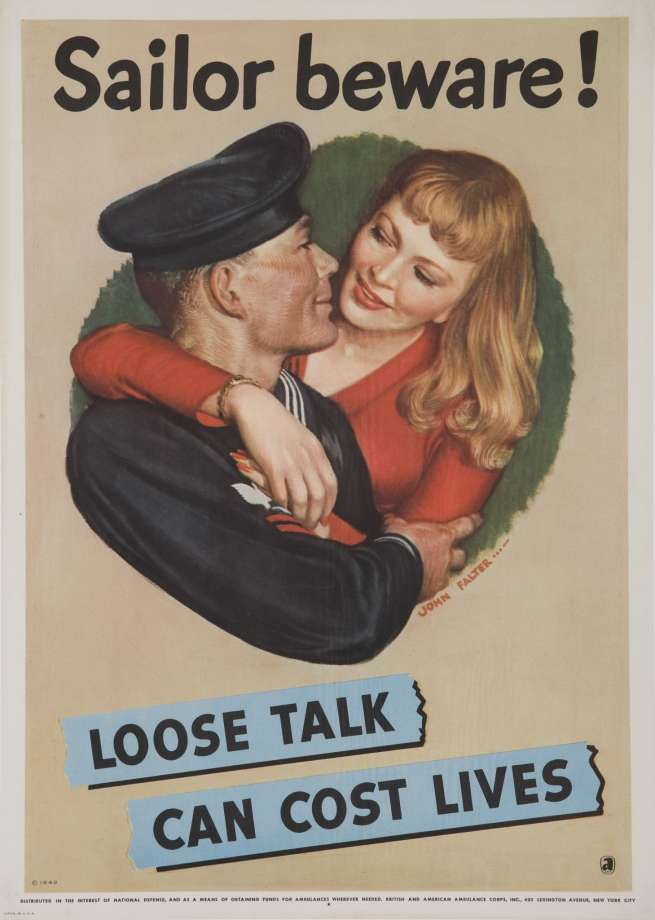 Sailor beware!
JOHN FALTER...
LOOSE TALK
CAN COST LIVES
© 1942
a
DISTRIBUTED IN THE INTEREST OF NATIONAL DEFENSE, AND AS A MEANS OF OBTAINING FUNDS FOR AMBULANCES WHEREVER NEEDED. BRITISH AND AMERICAN AMBULANCE CORPS, INC., 420 LEXINGTON AVENUE, NEW YORK CITY